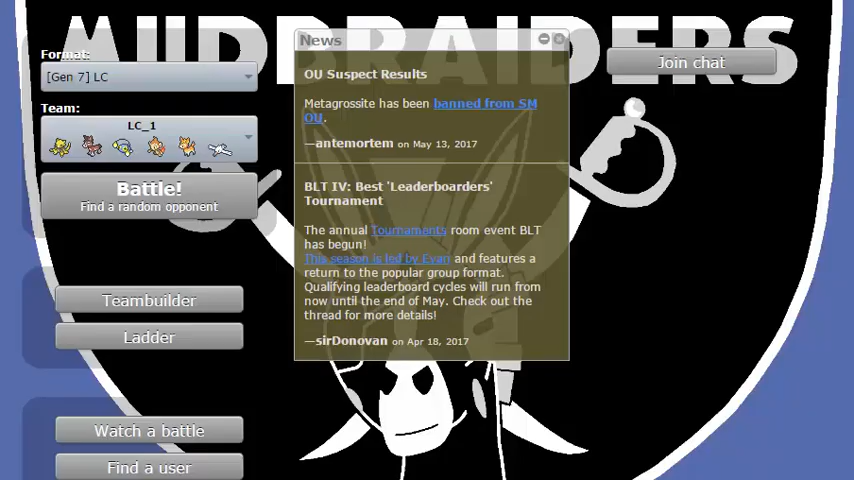 MUDBRAIDERS
Format:
[Gen 7] LC
Team:
LC_1
Battle!
Find a random opponent
Teambuilder
Ladder
Watch a battle
Find a user
News
OU Suspect Results
Metagrossite has been banned from SM
OU.
—antemortem on May 13, 2017
BLT IV: Best 'Leaderboarders'
Tournament
The annual Tournaments room event BLT
has begun!
This season is led by Eyan and features a
return to the popular group format.
Qualifying leaderboard cycles will run from
now until the end of May. Check out the
thread for more details!
—sirDonovan on Apr 18, 2017
Join chat